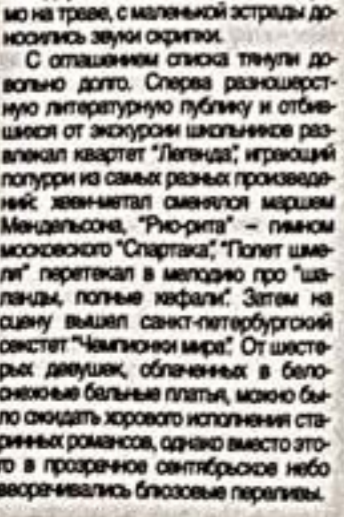 мо на траве, с маленькой эстрады до-
носились звуки скрипки.
С оглашением списка тянули до-
вольно долго. Сперва разношерст-
ную литературную публику и отбив-
шихся от экскурсии школьников раз-
влекал квартет "Легенда", играющий
попурри из самых разных произведе-
ний: хеви-метал сменялся маршем
Мендельсона, "Рио-рита" – гимном
московского "Спартака", "Полет шме-
ля" перетекал в мелодию про "ша-
ланды, полные кефали". Затем на
сцену вышел санкт-петербургский
секстет "Чемпионки мира". От шесте-
рых девушек, облаченных в бело-
снежные бальные платья, можно бы-
ло ожидать хорового исполнения ста-
ринных романсов, однако вместо это-
го в прозрачное сентябрьское небо
вворачивались блюзовые переливы.